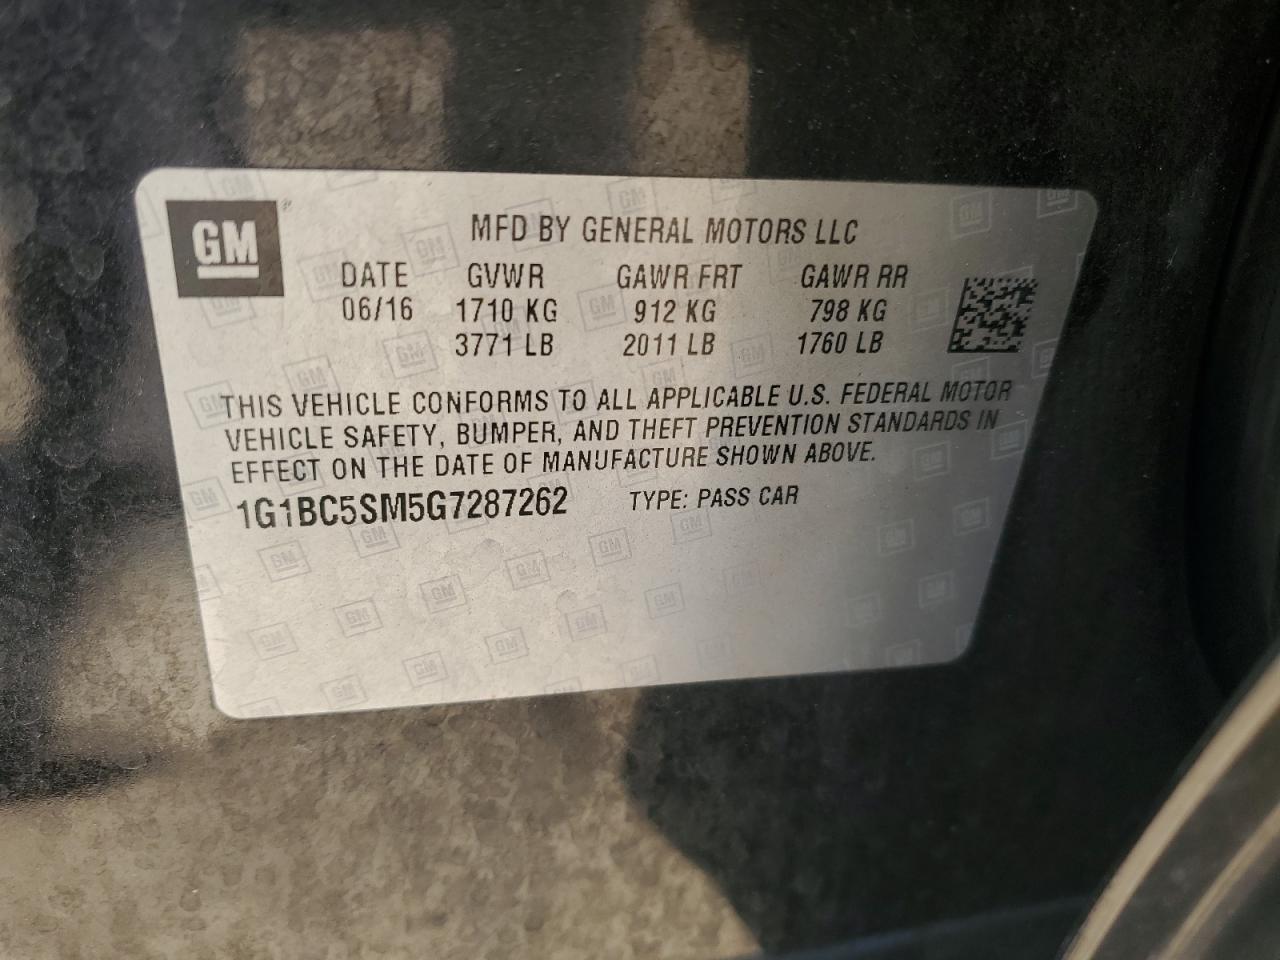 GM
MFD BY GENERAL MOTORS LLC
DATE GVWR GAWR FRT GAWR RR
06/16 1710 KG 912 KG 798 KG
3771 LB 2011 LB 1760 LB
THIS VEHICLE CONFORMS TO ALL APPLICABLE U.S. FEDERAL MOTOR
VEHICLE SAFETY, BUMPER, AND THEFT PREVENTION STANDARDS IN
EFFECT ON THE DATE OF MANUFACTURE SHOWN ABOVE.
1G1BC5SM5G7287262 TYPE: PASS CAR